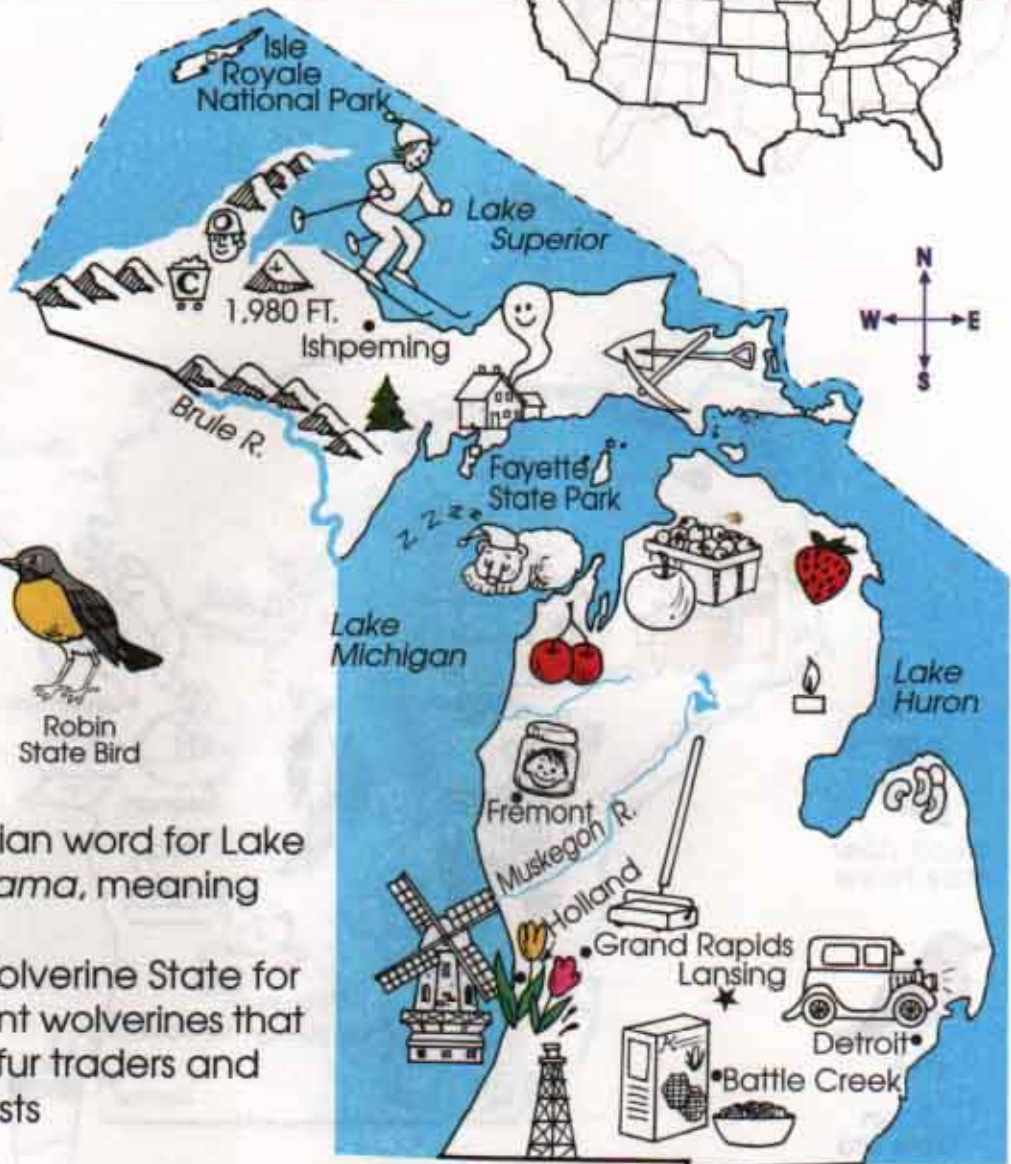 Isle
Royale
National Park
Lake
Superior
N
W E
S
C
1,980 FT.
Ishpeming
Brule R.
Fayette
State Park
z z z z
Lake
Michigan
Lake
Huron
Robin
State Bird
Fremont
Muskegon R.
Holland
Grand Rapids
Lansing
Detroit
Battle Creek
ian word for Lake
ama, meaning
olverine State for
nt wolverines that
fur traders and
sts